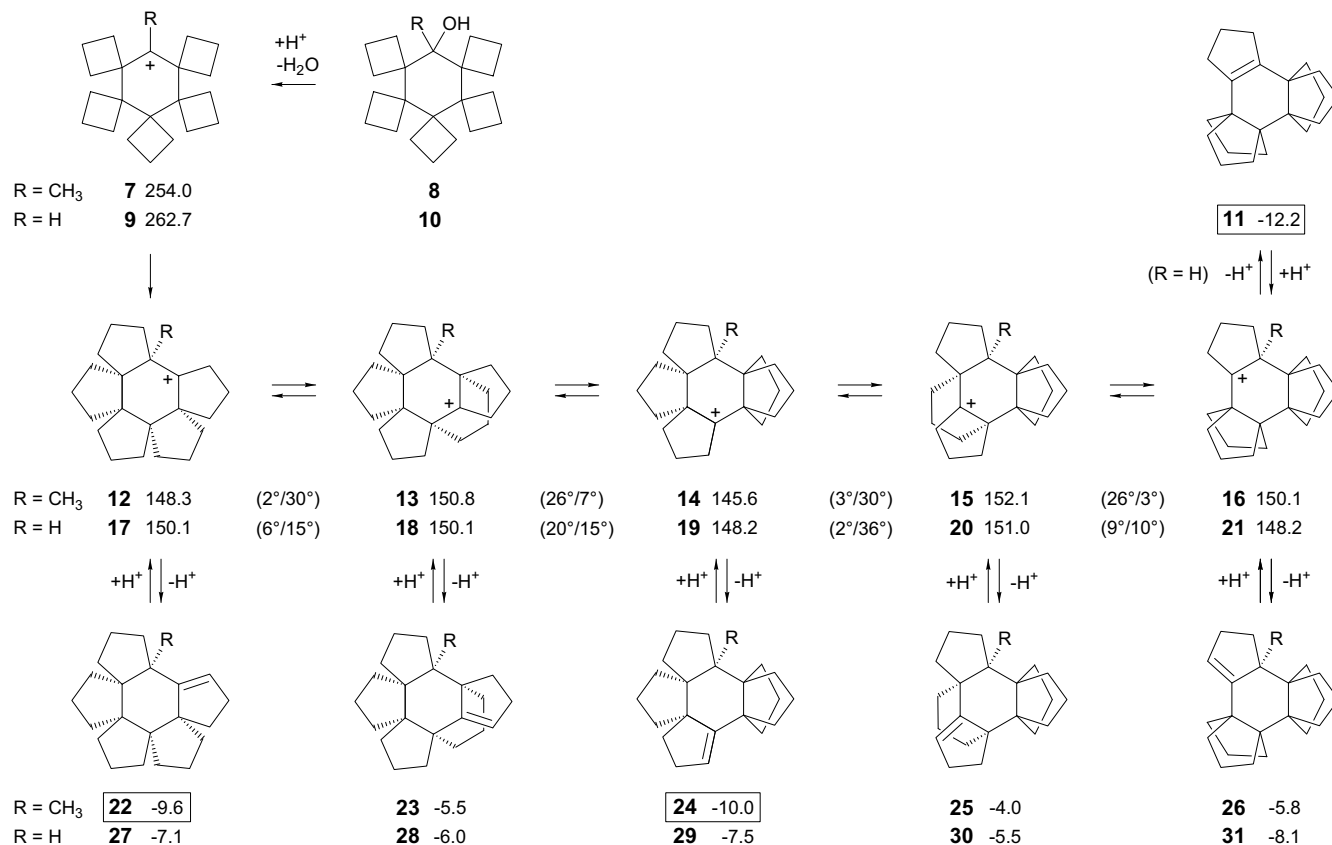 R
R OH
+H⁺
-H₂O
+
R = CH₃ 7 254.0 8
R = H 9 262.7 10
11 -12.2
(R = H) -H⁺ +H⁺
R R R R R
+ + + + +
R = CH₃ 12 148.3 (2°/30°) 13 150.8 (26°/7°) 14 145.6 (3°/30°) 15 152.1 (26°/3°) 16 150.1
R = H 17 150.1 (6°/15°) 18 150.1 (20°/15°) 19 148.2 (2°/36°) 20 151.0 (9°/10°) 21 148.2
+H⁺ -H⁺ +H⁺ -H⁺ +H⁺ -H⁺ +H⁺ -H⁺ +H⁺ -H⁺
R R R R R
R = CH₃ 22 -9.6 23 -5.5 24 -10.0 25 -4.0 26 -5.8
R = H 27 -7.1 28 -6.0 29 -7.5 30 -5.5 31 -8.1